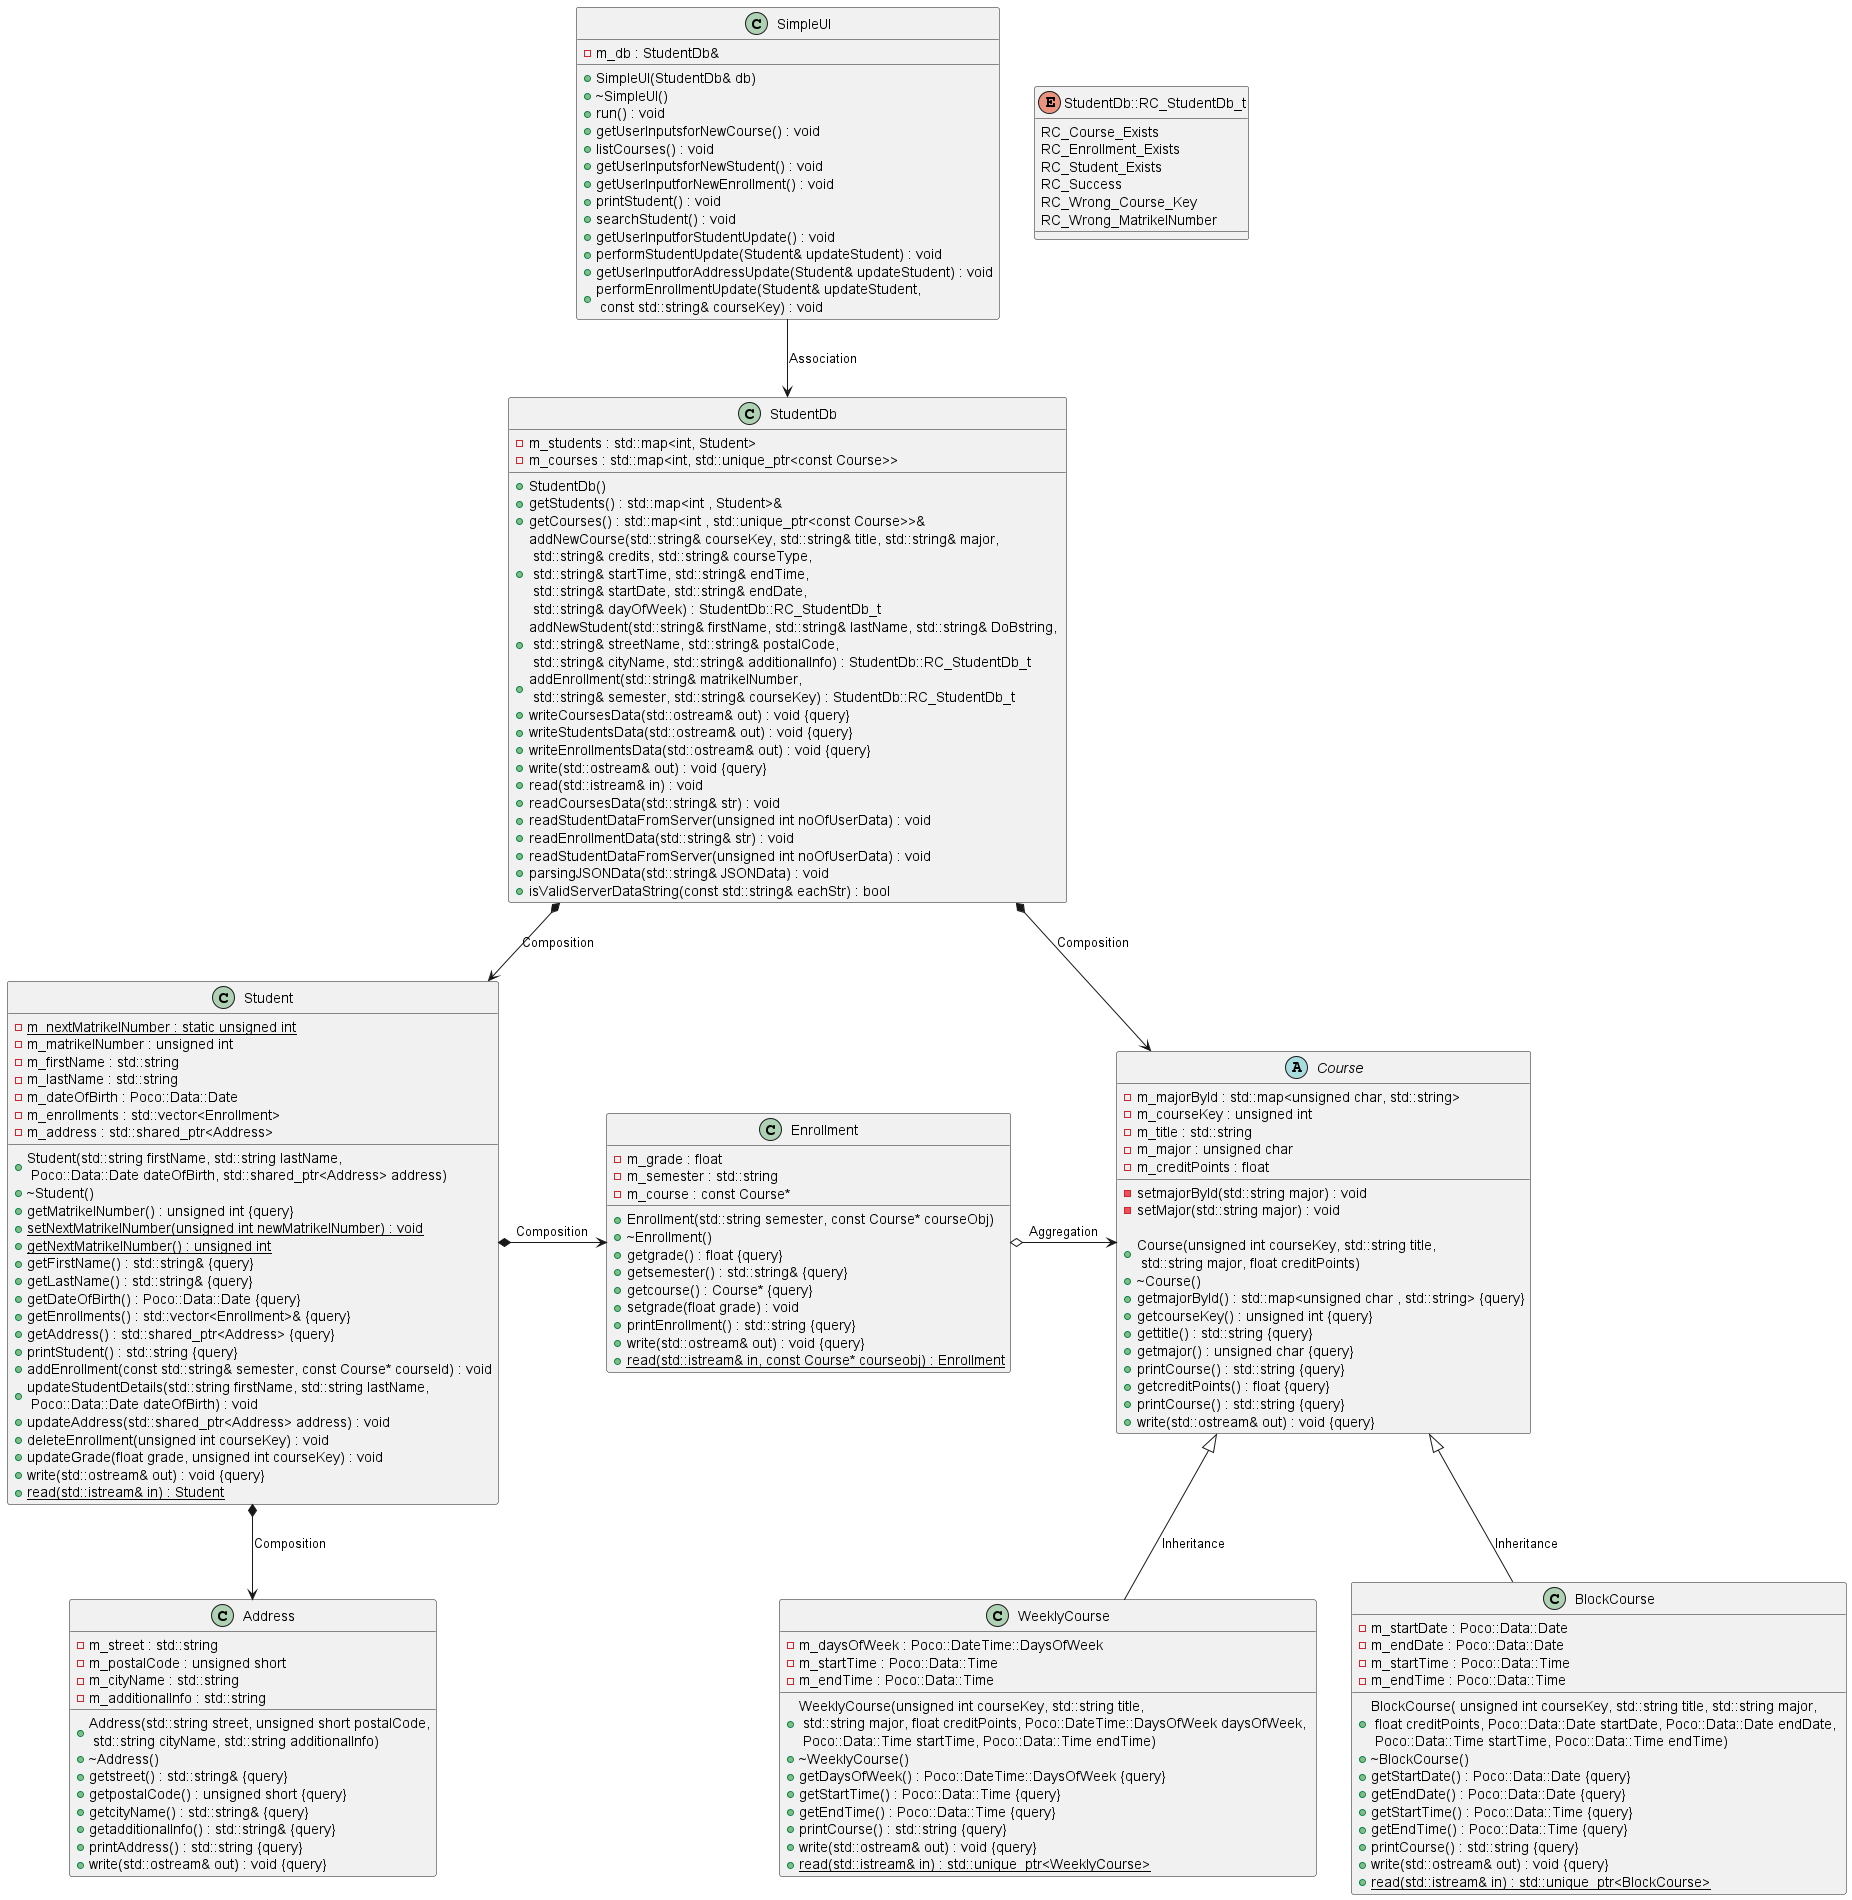 C SimpleUI
m_db : StudentDb&
SimpleUI(StudentDb& db)
~SimpleUI()
run() : void
getUserInputsforNewCourse() : void
listCourses() : void
getUserInputsforNewStudent() : void
getUserInputforNewEnrollment() : void
printStudent() : void
searchStudent() : void
getUserInputforStudentUpdate() : void
performStudentUpdate(Student& updateStudent) : void
getUserInputforAddressUpdate(Student& updateStudent) : void
performEnrollmentUpdate(Student& updateStudent,
const std::string& courseKey) : void
E StudentDb::RC_StudentDb_t
RC_Course_Exists
RC_Enrollment_Exists
RC_Student_Exists
RC_Success
RC_Wrong_Course_Key
RC_Wrong_MatrikelNumber
Association
C StudentDb
m_students : std::map<int, Student>
m_courses : std::map<int, std::unique_ptr<const Course>>
StudentDb()
getStudents() : std::map<int , Student>&
getCourses() : std::map<int , std::unique_ptr<const Course>>&
addNewCourse(std::string& courseKey, std::string& title, std::string& major,
std::string& credits, std::string& courseType,
std::string& startTime, std::string& endTime,
std::string& startDate, std::string& endDate,
std::string& dayOfWeek) : StudentDb::RC_StudentDb_t
addNewStudent(std::string& firstName, std::string& lastName, std::string& DoBstring,
std::string& streetName, std::string& postalCode,
std::string& cityName, std::string& additionalInfo) : StudentDb::RC_StudentDb_t
addEnrollment(std::string& matrikelNumber,
std::string& semester, std::string& courseKey) : StudentDb::RC_StudentDb_t
writeCoursesData(std::ostream& out) : void {query}
writeStudentsData(std::ostream& out) : void {query}
writeEnrollmentsData(std::ostream& out) : void {query}
write(std::ostream& out) : void {query}
read(std::istream& in) : void
readCoursesData(std::string& str) : void
readStudentDataFromServer(unsigned int noOfUserData) : void
readEnrollmentData(std::string& str) : void
readStudentDataFromServer(unsigned int noOfUserData) : void
parsingJSONData(std::string& JSONData) : void
isValidServerDataString(const std::string& eachStr) : bool
Composition
Composition
C Student
m_nextMatrikelNumber : static unsigned int
m_matrikelNumber : unsigned int
m_firstName : std::string
m_lastName : std::string
m_dateOfBirth : Poco::Data::Date
m_enrollments : std::vector<Enrollment>
m_address : std::shared_ptr<Address>
Student(std::string firstName, std::string lastName,
Poco::Data::Date dateOfBirth, std::shared_ptr<Address> address)
~Student()
getMatrikelNumber() : unsigned int {query}
setNextMatrikelNumber(unsigned int newMatrikelNumber) : void
getNextMatrikelNumber() : unsigned int
getFirstName() : std::string& {query}
getLastName() : std::string& {query}
getDateOfBirth() : Poco::Data::Date {query}
getEnrollments() : std::vector<Enrollment>& {query}
getAddress() : std::shared_ptr<Address> {query}
printStudent() : std::string {query}
addEnrollment(const std::string& semester, const Course* courseId) : void
updateStudentDetails(std::string firstName, std::string lastName,
Poco::Data::Date dateOfBirth) : void
updateAddress(std::shared_ptr<Address> address) : void
deleteEnrollment(unsigned int courseKey) : void
updateGrade(float grade, unsigned int courseKey) : void
write(std::ostream& out) : void {query}
read(std::istream& in) : Student
Composition
C Enrollment
m_grade : float
m_semester : std::string
m_course : const Course*
Enrollment(std::string semester, const Course* courseObj)
~Enrollment()
getgrade() : float {query}
getsemester() : std::string& {query}
getcourse() : Course* {query}
setgrade(float grade) : void
printEnrollment() : std::string {query}
write(std::ostream& out) : void {query}
read(std::istream& in, const Course* courseobj) : Enrollment
Aggregation
A Course
m_majorById : std::map<unsigned char, std::string>
m_courseKey : unsigned int
m_title : std::string
m_major : unsigned char
m_creditPoints : float
setmajorById(std::string major) : void
setMajor(std::string major) : void
Course(unsigned int courseKey, std::string title,
std::string major, float creditPoints)
~Course()
getmajorById() : std::map<unsigned char , std::string> {query}
getcourseKey() : unsigned int {query}
gettitle() : std::string {query}
getmajor() : unsigned char {query}
printCourse() : std::string {query}
getcreditPoints() : float {query}
printCourse() : std::string {query}
write(std::ostream& out) : void {query}
Composition
Inheritance
Inheritance
C Address
m_street : std::string
m_postalCode : unsigned short
m_cityName : std::string
m_additionalInfo : std::string
Address(std::string street, unsigned short postalCode,
std::string cityName, std::string additionalInfo)
~Address()
getstreet() : std::string& {query}
getpostalCode() : unsigned short {query}
getcityName() : std::string& {query}
getadditionalInfo() : std::string& {query}
printAddress() : std::string {query}
write(std::ostream& out) : void {query}
C WeeklyCourse
m_daysOfWeek : Poco::DateTime::DaysOfWeek
m_startTime : Poco::Data::Time
m_endTime : Poco::Data::Time
WeeklyCourse(unsigned int courseKey, std::string title,
std::string major, float creditPoints, Poco::DateTime::DaysOfWeek daysOfWeek,
Poco::Data::Time startTime, Poco::Data::Time endTime)
~WeeklyCourse()
getDaysOfWeek() : Poco::DateTime::DaysOfWeek {query}
getStartTime() : Poco::Data::Time {query}
getEndTime() : Poco::Data::Time {query}
printCourse() : std::string {query}
write(std::ostream& out) : void {query}
read(std::istream& in) : std::unique_ptr<WeeklyCourse>
C BlockCourse
m_startDate : Poco::Data::Date
m_endDate : Poco::Data::Date
m_startTime : Poco::Data::Time
m_endTime : Poco::Data::Time
BlockCourse( unsigned int courseKey, std::string title, std::string major,
float creditPoints, Poco::Data::Date startDate, Poco::Data::Date endDate,
Poco::Data::Time startTime, Poco::Data::Time endTime)
~BlockCourse()
getStartDate() : Poco::Data::Date {query}
getEndDate() : Poco::Data::Date {query}
getStartTime() : Poco::Data::Time {query}
getEndTime() : Poco::Data::Time {query}
printCourse() : std::string {query}
write(std::ostream& out) : void {query}
read(std::istream& in) : std::unique_ptr<BlockCourse>